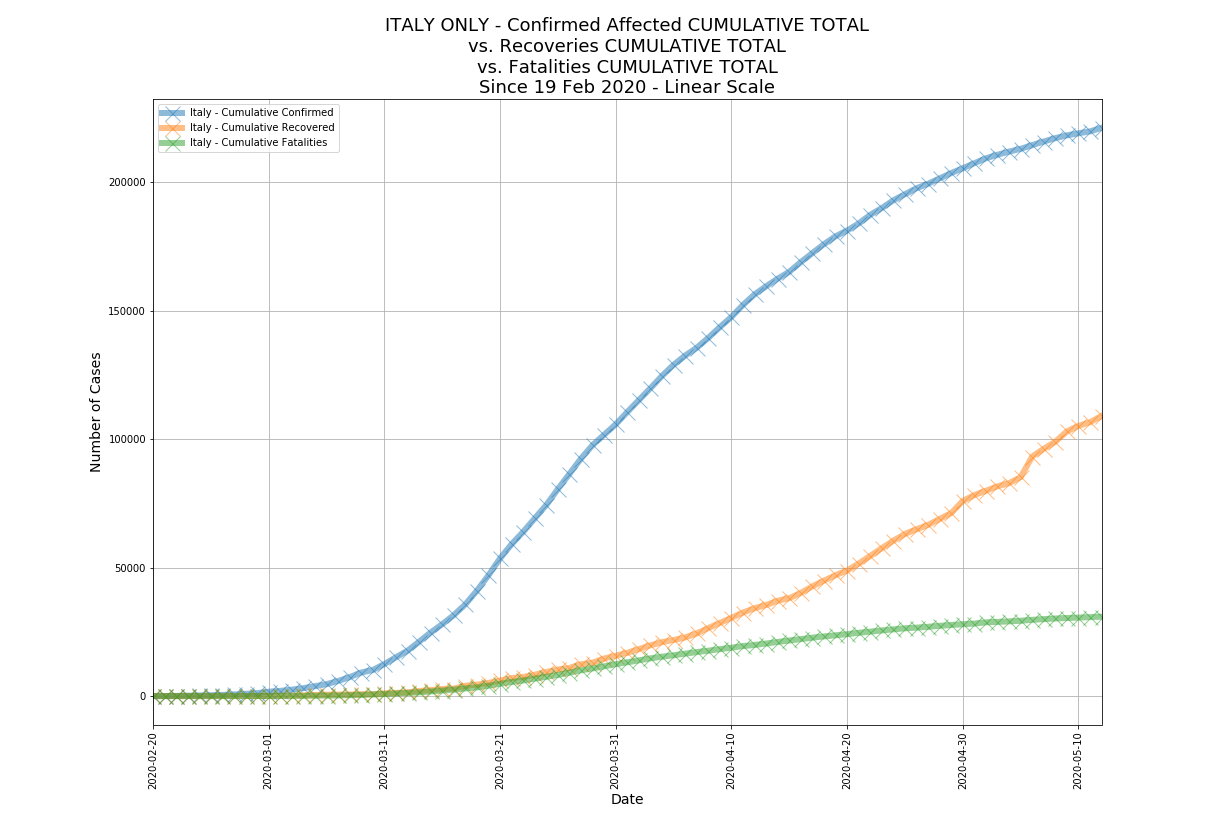 ITALY ONLY - Confirmed Affected CUMULATIVE TOTAL
vs. Recoveries CUMULATIVE TOTAL
vs. Fatalities CUMULATIVE TOTAL
Since 19 Feb 2020 - Linear Scale
Italy - Cumulative Confirmed
Italy - Cumulative Recovered
Italy - Cumulative Fatalities
200000
150000
100000
50000
0
Number of Cases
2020-02-20
2020-03-01
2020-03-11
2020-03-21
2020-03-31
2020-04-10
2020-04-20
2020-04-30
2020-05-10
Date